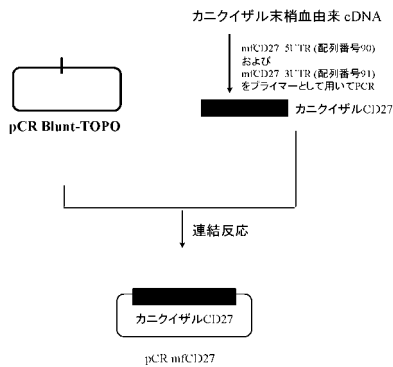 カニクイザル末梢血由来 cDNA
mfCD27 5UTR (配列番号90)
および
mfCD27 3UTR (配列番号91)
をプライマーとして用いてPCR
カニクイザルCD27
pCR Blunt-TOPO
連結反応
カニクイザルCD27
pCR mfCD27